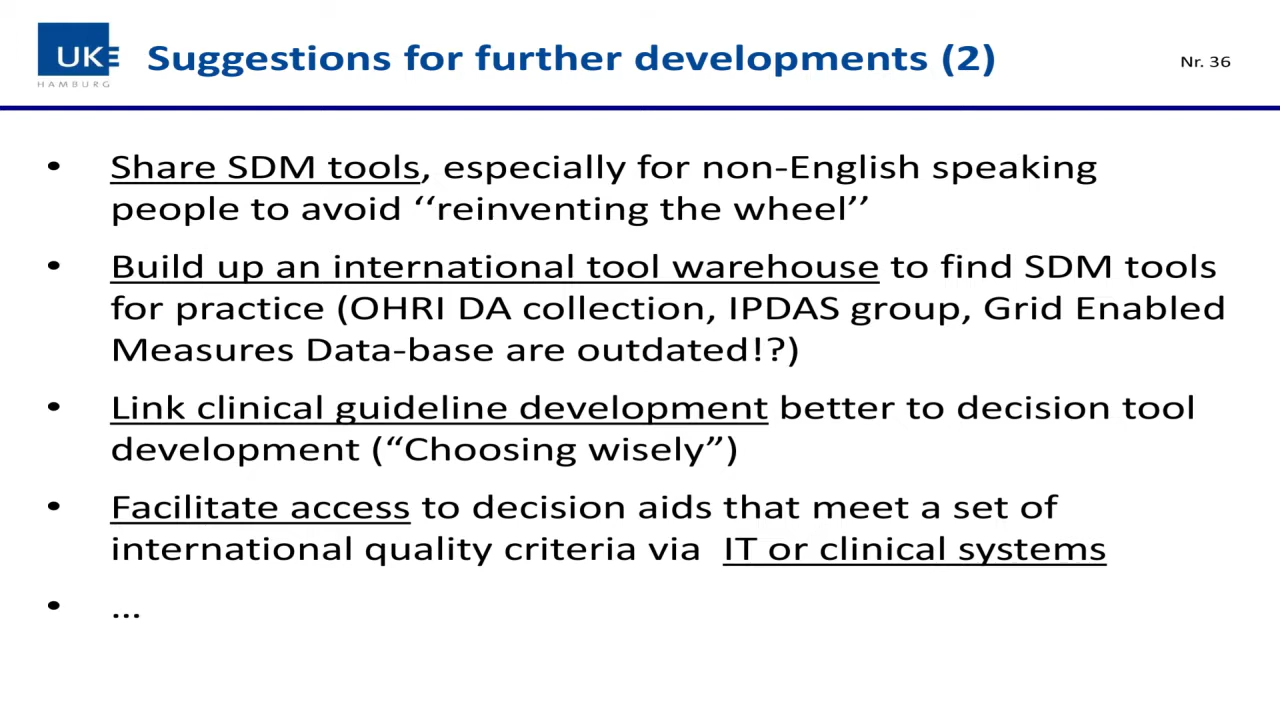 UKE
HAMBURG
Suggestions for further developments (2)
Nr. 36
• Share SDM tools, especially for non-English speaking
people to avoid ‘‘reinventing the wheel’’
• Build up an international tool warehouse to find SDM tools
for practice (OHRI DA collection, IPDAS group, Grid Enabled
Measures Data-base are outdated!?)
• Link clinical guideline development better to decision tool
development (“Choosing wisely”)
• Facilitate access to decision aids that meet a set of
international quality criteria via IT or clinical systems
• ...